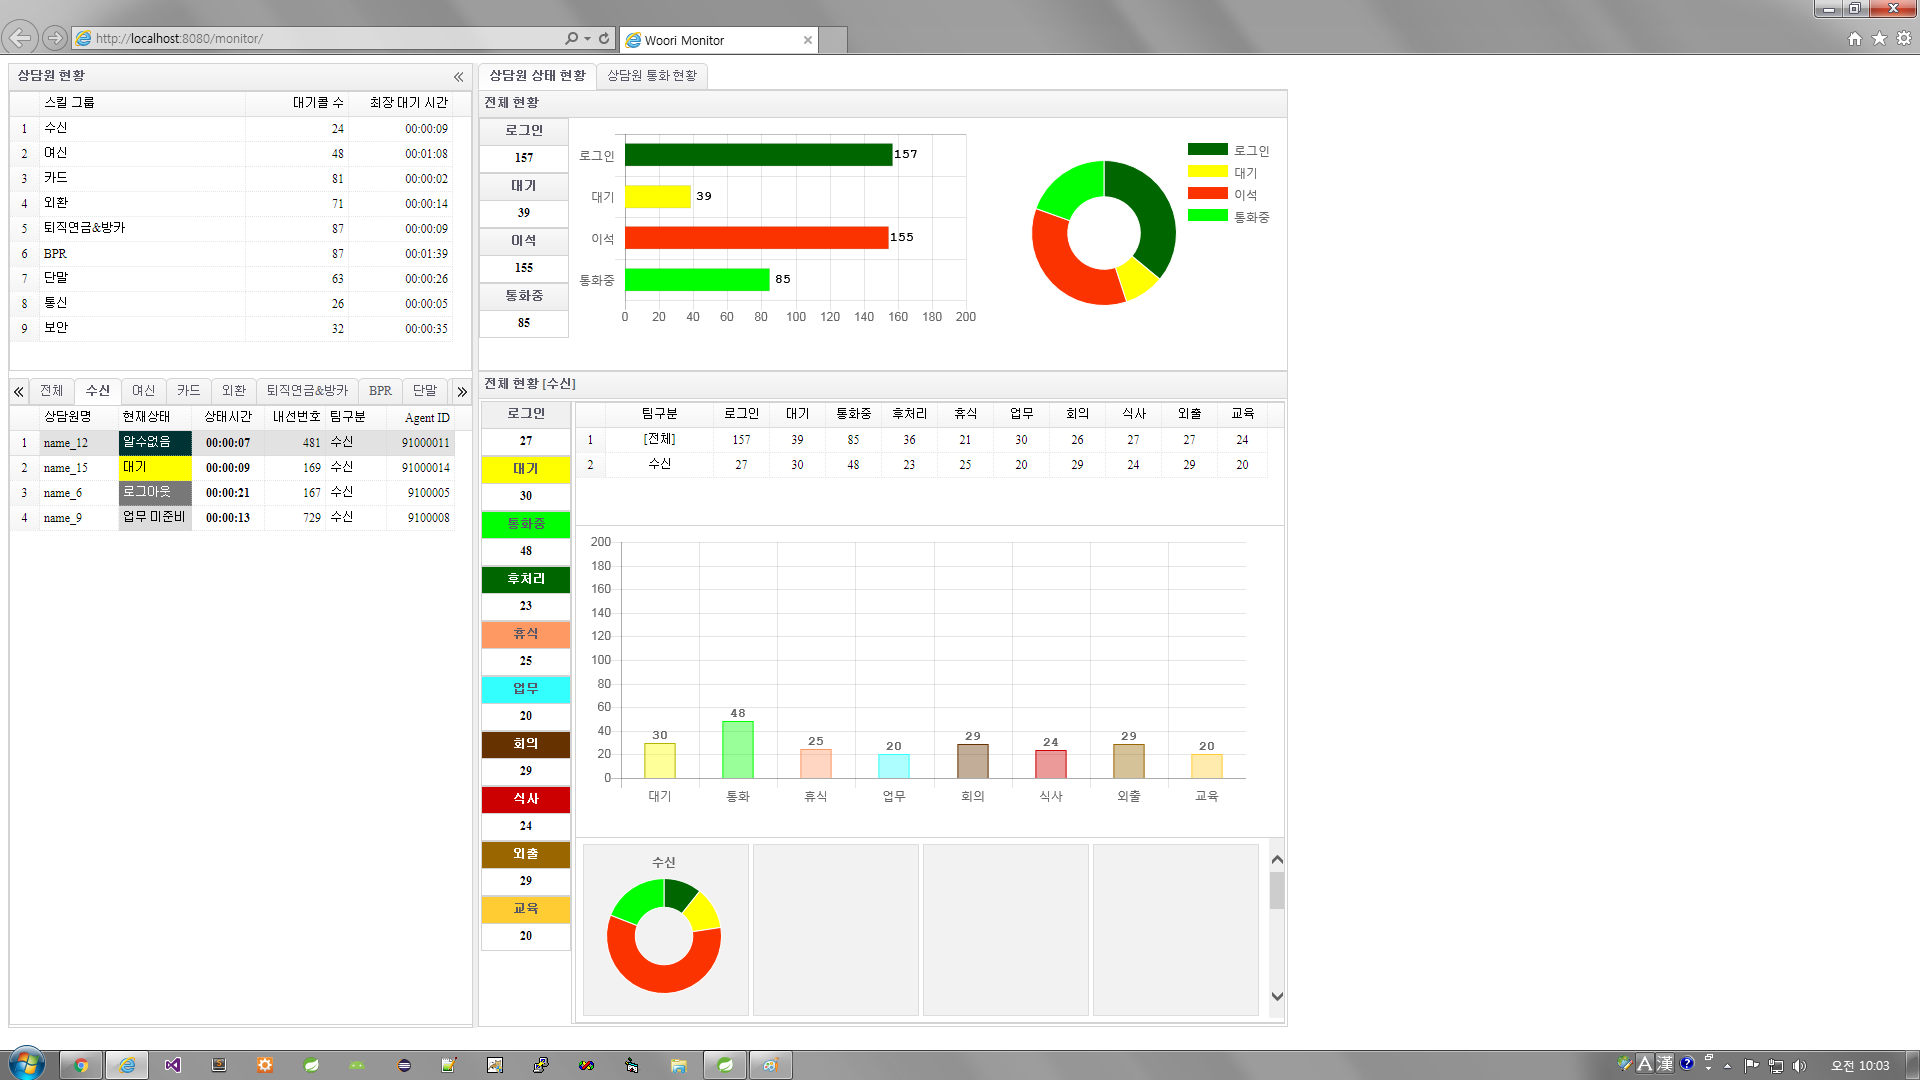 http://localhost:8080/monitor/
Woori Monitor
상담원 현황
스킬 그룹 대기콜 수 최장 대기 시간
1 수신 24 00:00:09
2 여신 48 00:01:08
3 카드 81 00:00:02
4 외환 71 00:00:14
5 퇴직연금&방카 87 00:00:09
6 BPR 87 00:01:39
7 단말 63 00:00:26
8 통신 26 00:00:05
9 보안 32 00:00:35
전체 수신 여신 카드 외환 퇴직연금&방카 BPR 단말
상담원명 현재상태 상태시간 내선번호 팀구분 Agent ID
1 name_12 알수없음 00:00:07 481 수신 91000011
2 name_15 대기 00:00:09 169 수신 91000014
3 name_6 로그아웃 00:00:21 167 수신 9100005
4 name_9 업무 미준비 00:00:13 729 수신 9100008
상담원 상태 현황 상담원 통화 현황
전체 현황
로그인
157
대기
39
이석
155
통화중
85
로그인 157
대기 39
이석 155
통화중 85
0 20 40 60 80 100 120 140 160 180 200
로그인
대기
이석
통화중
전체 현황 [수신]
로그인
27
대기
30
통화중
48
후처리
23
휴식
25
업무
20
회의
29
식사
24
외출
29
교육
20
팀구분 로그인 대기 통화중 후처리 휴식 업무 회의 식사 외출 교육
1 [전체] 157 39 85 36 21 30 26 27 27 24
2 수신 27 30 48 23 25 20 29 24 29 20
200
180
160
140
120
100
80
60
40
20
0
30 48 25 20 29 24 29 20
대기 통화 휴식 업무 회의 식사 외출 교육
수신
A 漢
오전 10:03